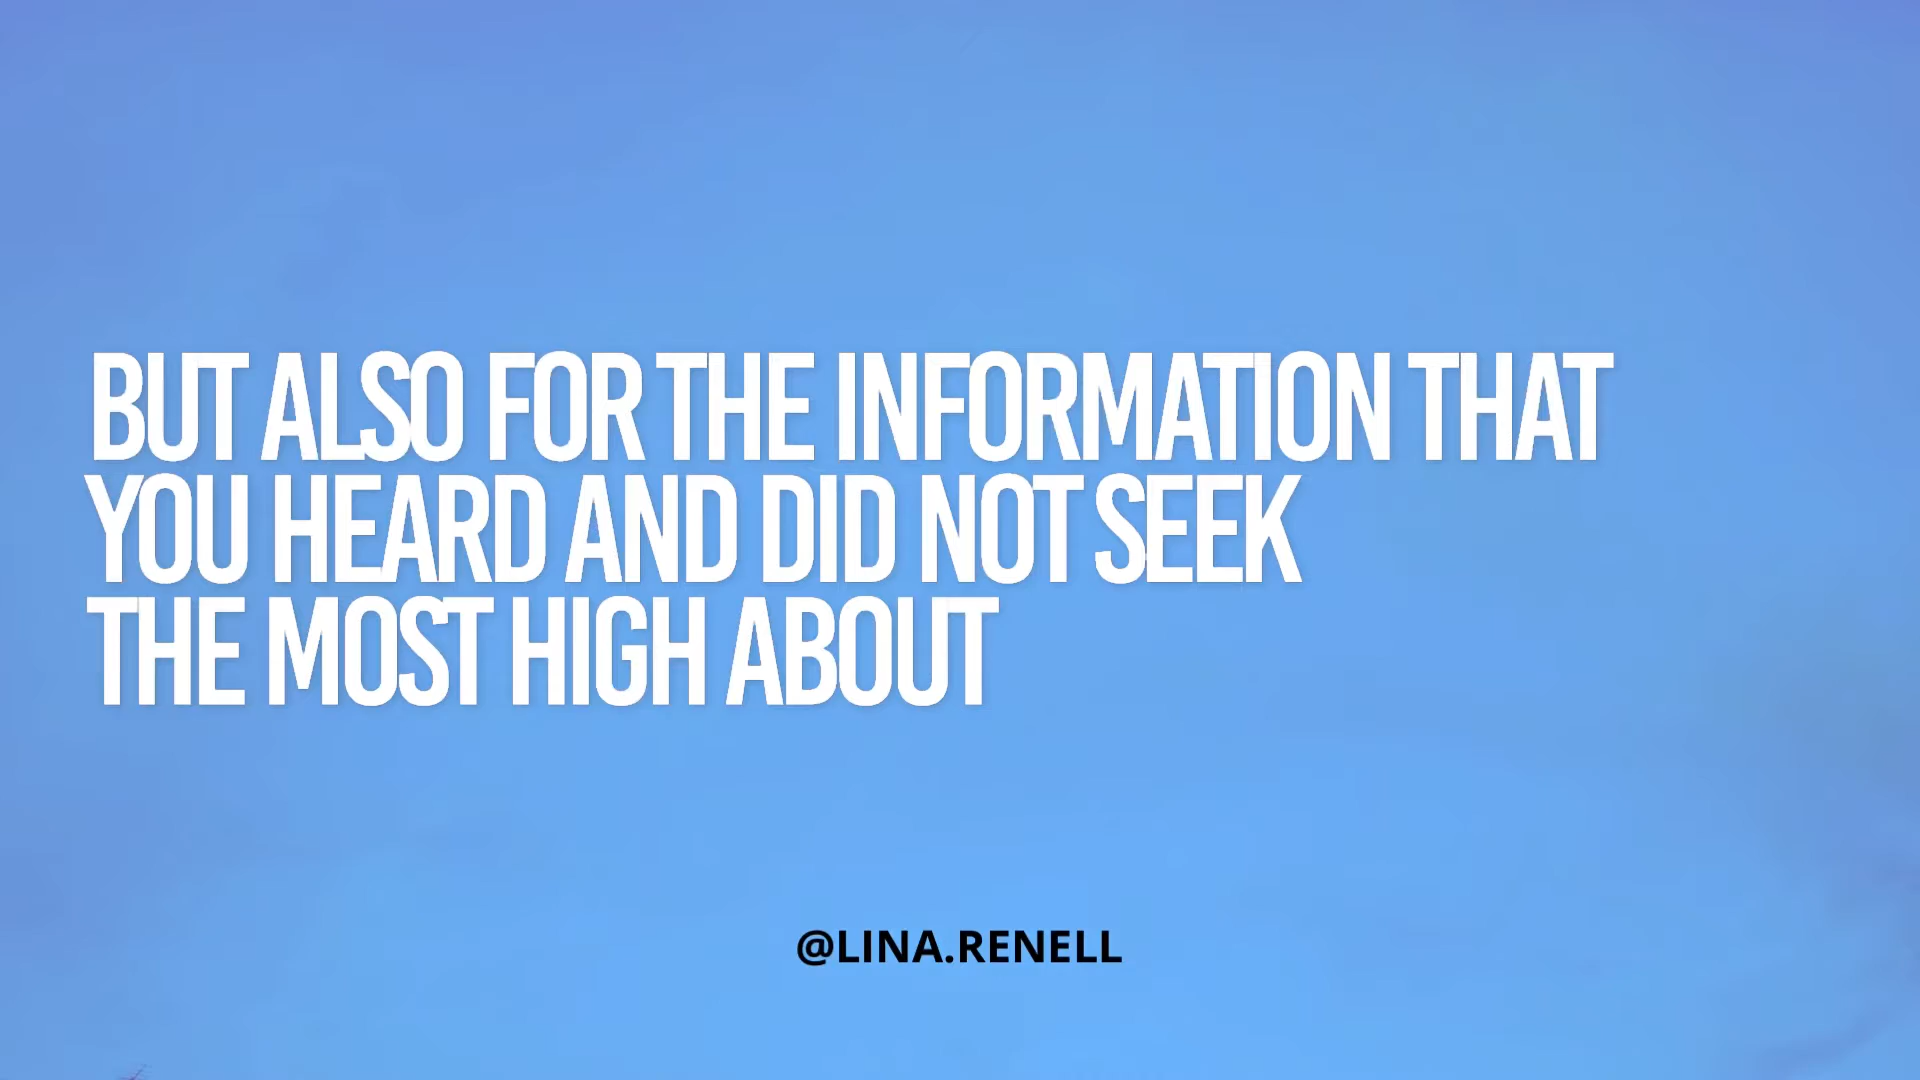 BUT ALSO FOR THE INFORMATION THAT
YOU HEARD AND DID NOT SEEK
THE MOST HIGH ABOUT
@LINA.RENELL